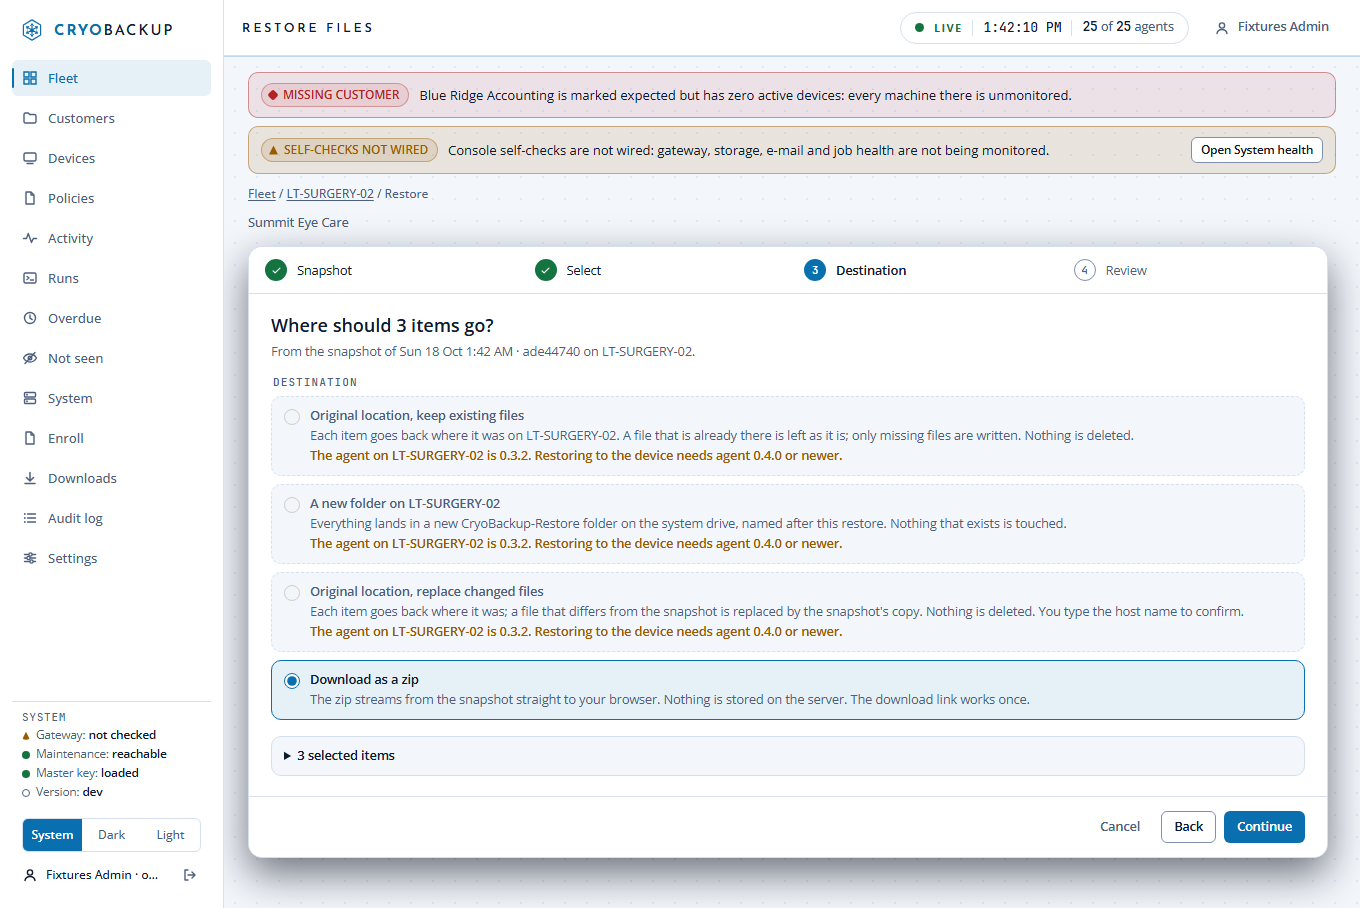 CRYOBACKUP
RESTORE FILES
LIVE 1:42:10 PM 25 of 25 agents
Fixtures Admin
Fleet
Customers
Devices
Policies
Activity
Runs
Overdue
Not seen
System
Enroll
Downloads
Audit log
Settings
SYSTEM
Gateway: not checked
Maintenance: reachable
Master key: loaded
Version: dev
System Dark Light
Fixtures Admin · o...
MISSING CUSTOMER Blue Ridge Accounting is marked expected but has zero active devices: every machine there is unmonitored.
SELF-CHECKS NOT WIRED Console self-checks are not wired: gateway, storage, e-mail and job health are not being monitored. Open System health
Fleet / LT-SURGERY-02 / Restore
Summit Eye Care
Snapshot Select 3 Destination 4 Review
Where should 3 items go?
From the snapshot of Sun 18 Oct 1:42 AM · ade44740 on LT-SURGERY-02.
DESTINATION
Original location, keep existing files
Each item goes back where it was on LT-SURGERY-02. A file that is already there is left as it is; only missing files are written. Nothing is deleted.
The agent on LT-SURGERY-02 is 0.3.2. Restoring to the device needs agent 0.4.0 or newer.
A new folder on LT-SURGERY-02
Everything lands in a new CryoBackup-Restore folder on the system drive, named after this restore. Nothing that exists is touched.
The agent on LT-SURGERY-02 is 0.3.2. Restoring to the device needs agent 0.4.0 or newer.
Original location, replace changed files
Each item goes back where it was; a file that differs from the snapshot is replaced by the snapshot's copy. Nothing is deleted. You type the host name to confirm.
The agent on LT-SURGERY-02 is 0.3.2. Restoring to the device needs agent 0.4.0 or newer.
Download as a zip
The zip streams from the snapshot straight to your browser. Nothing is stored on the server. The download link works once.
3 selected items
Cancel Back Continue